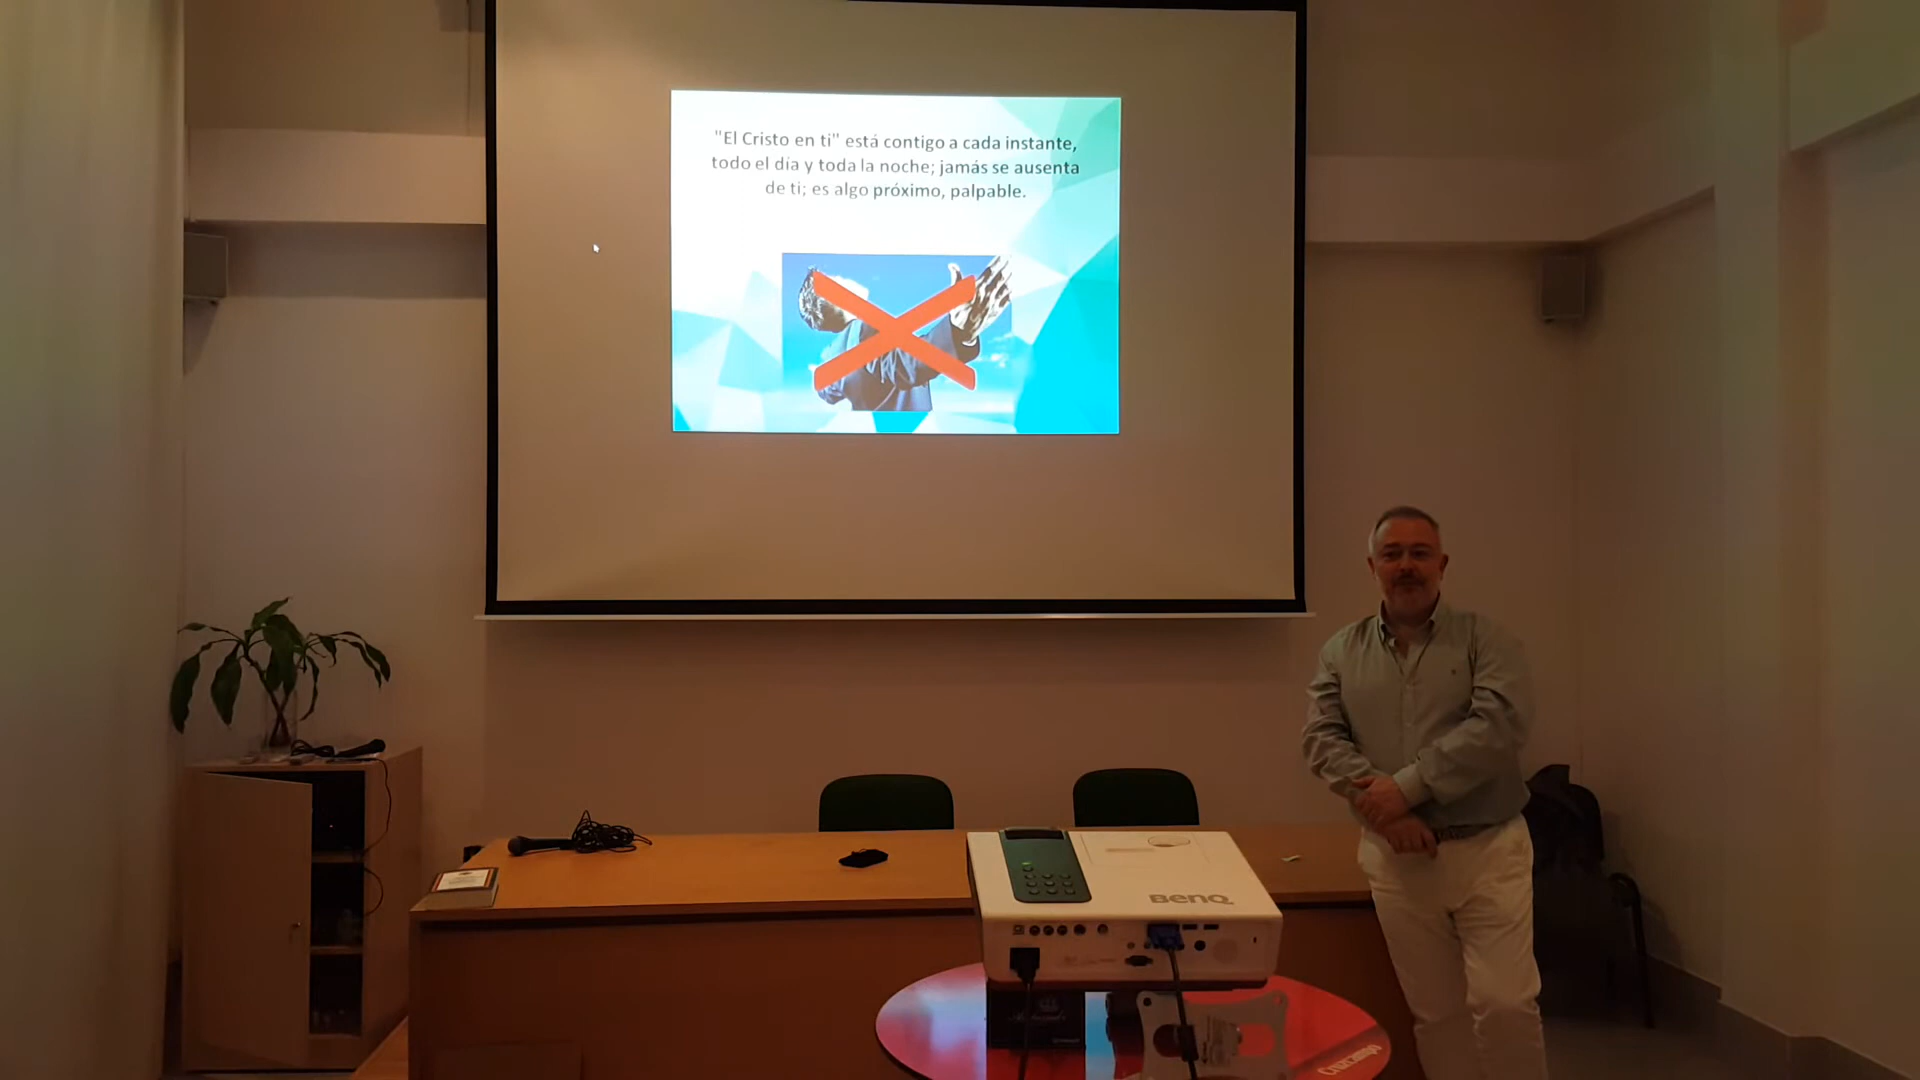 "El Cristo en ti" está contigo a cada instante,
todo el día y toda la noche; jamás se ausenta
de ti; es algo próximo, palpable.
BenQ
Cruzcampo